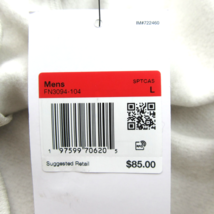 Mens
FN3094-104
L
1 97599 70620 3
Suggested Retail
$85.00